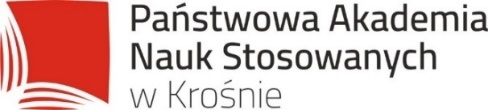 Państwowa Akademia
Nauk Stosowanych
w Krośnie